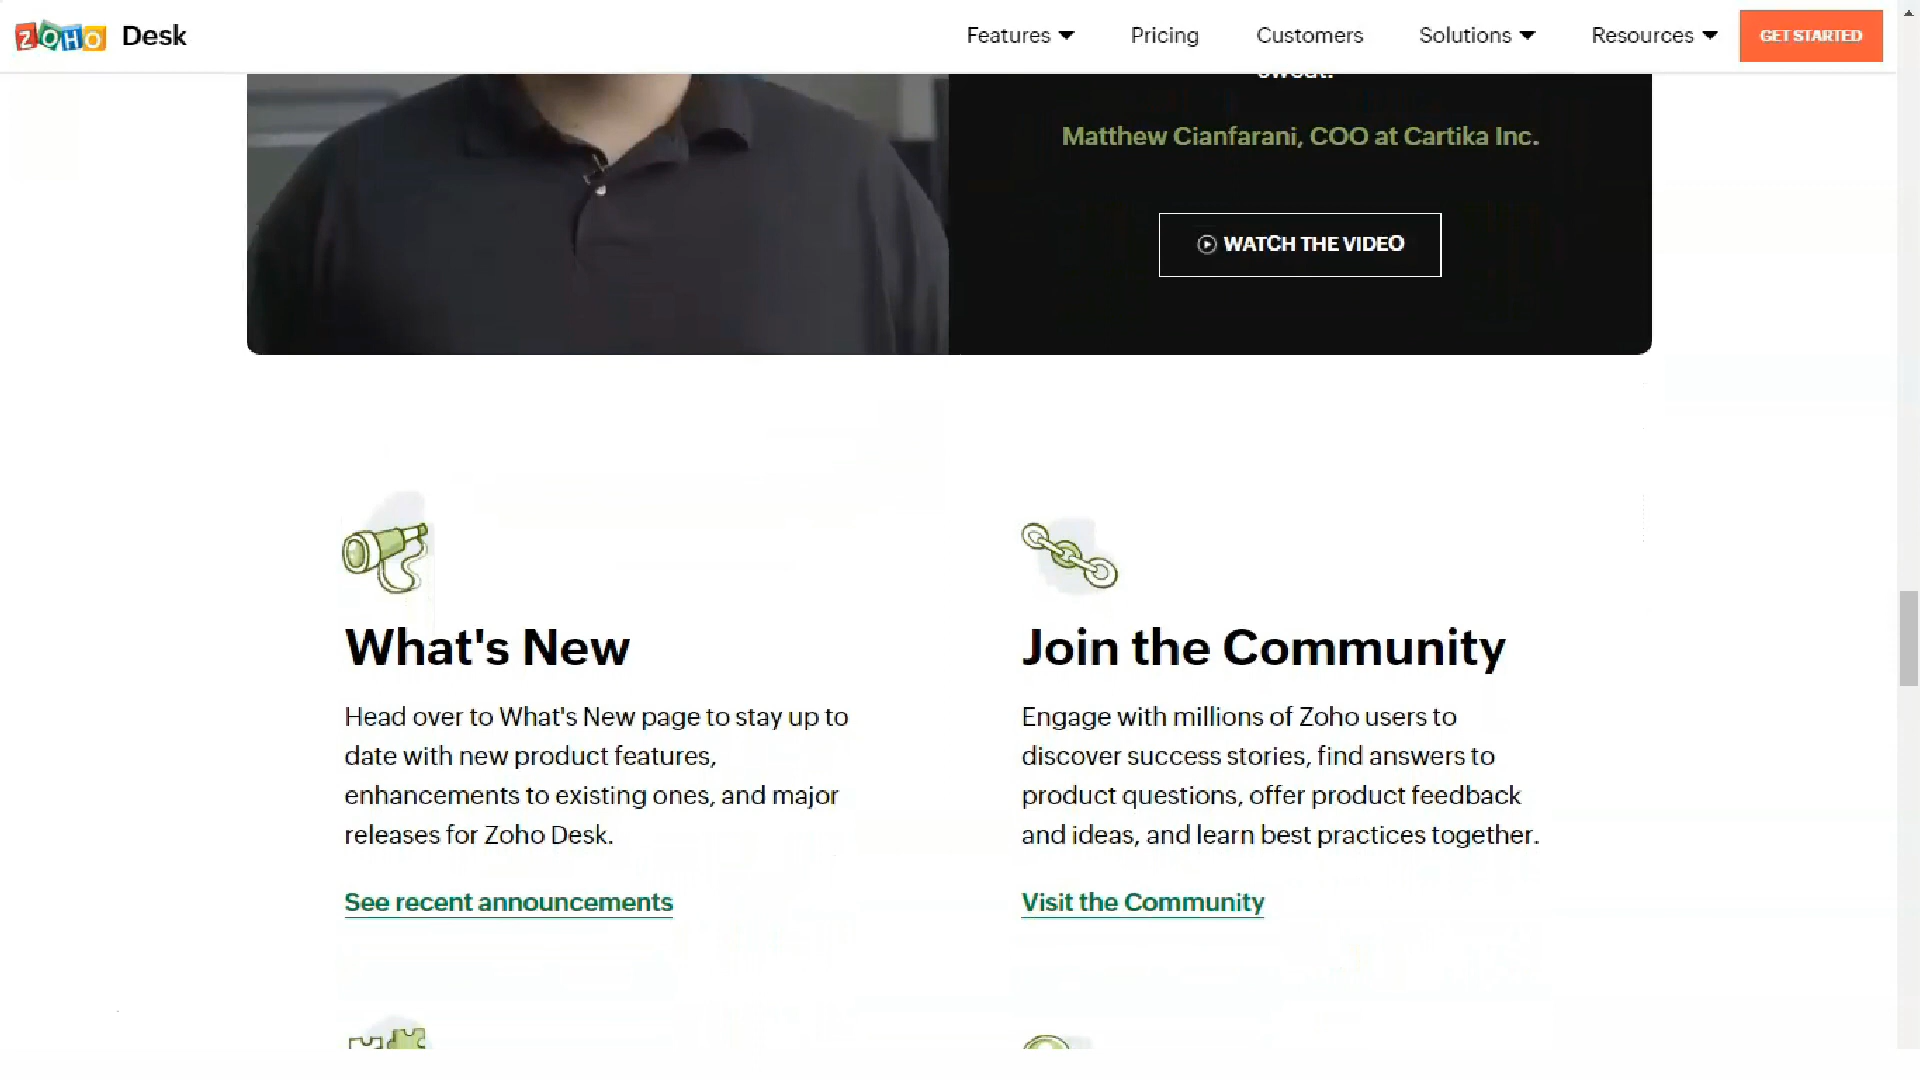 ZOHO Desk
Features
Pricing
Customers
Solutions
Resources
GET STARTED
Matthew Cianfarani, COO at Cartika Inc.
WATCH THE VIDEO
What's New
Head over to What's New page to stay up to
date with new product features,
enhancements to existing ones, and major
releases for Zoho Desk.
See recent announcements
Join the Community
Engage with millions of Zoho users to
discover success stories, find answers to
product questions, offer product feedback
and ideas, and learn best practices together.
Visit the Community